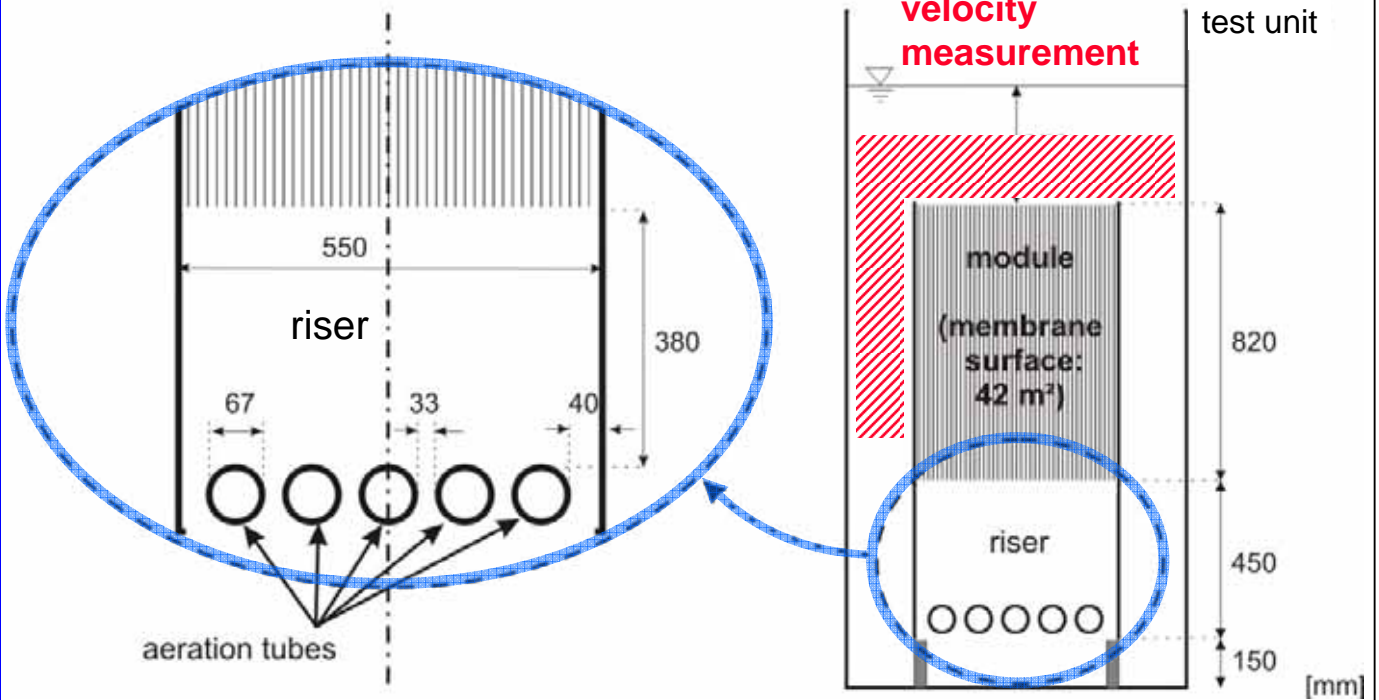 velocity
measurement
test unit
550
riser
380
67
33
40
aeration tubes
module
(membrane
surface:
42 m²)
820
riser
450
150
[mm]